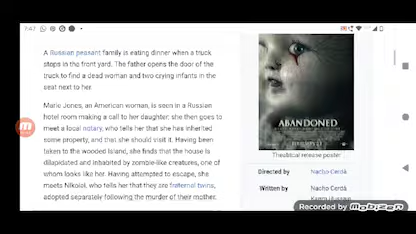 7:47
A Russian peasant family is eating dinner when a truck
stops in the front yard. The father opens the door of the
truck to find a dead woman and two crying infants in the
seat next to her.
Marie Jones, an American woman, is seen in a Russian
hotel room making a call to her daughter; she then goes to
meet a local notary, who tells her that she has inherited
some property, and that she should visit it. Having been
taken to the wooded island, she finds that the house is
dilapidated and inhabited by zombie-like creatures, one of
whom looks like her. Having attempted to escape, she
meets Nikolai, who tells her that they are fraternal twins,
adopted separately following the murder of their mother.
ABANDONED
Theatrical release poster
Directed by Nacho Cerdà
Written by Nacho
Cerdà
Recorded by Mobizen